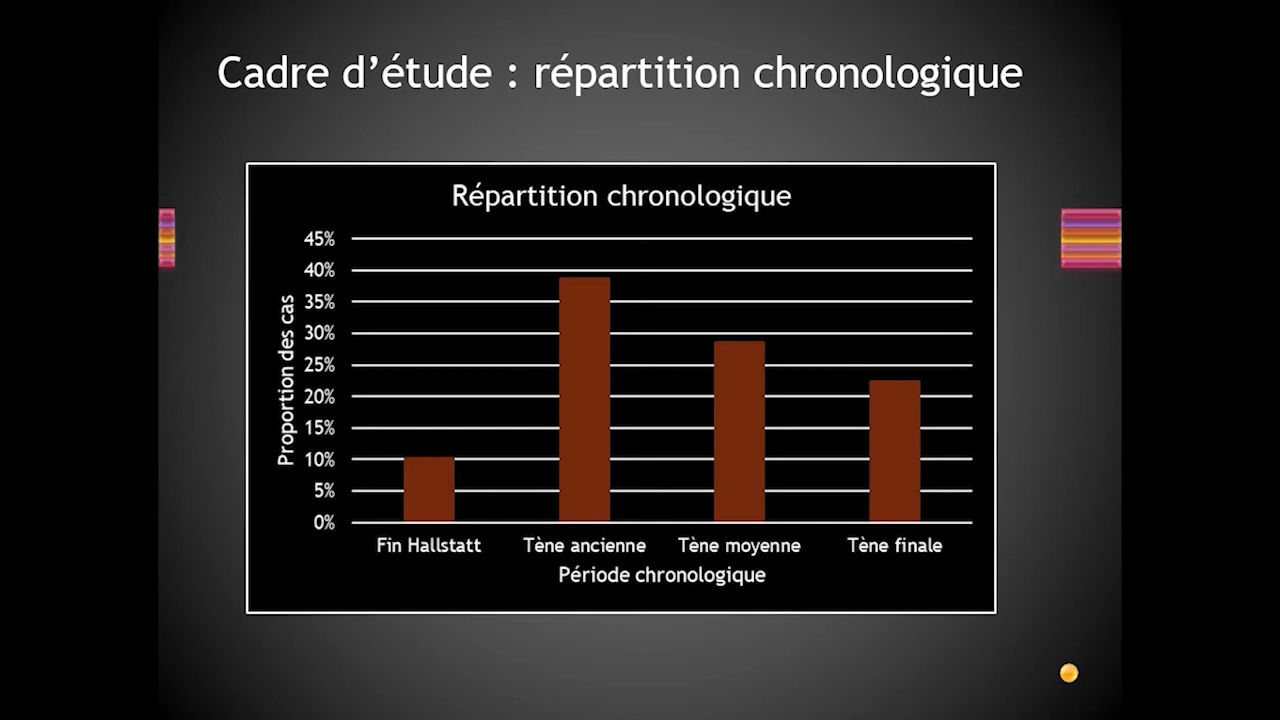 Cadre d’étude : répartition chronologique
Répartition chronologique
45%
40%
35%
30%
25%
20%
15%
10%
5%
0%
Proportion des cas
Fin Hallstatt
Tène ancienne
Tène moyenne
Tène finale
Période chronologique